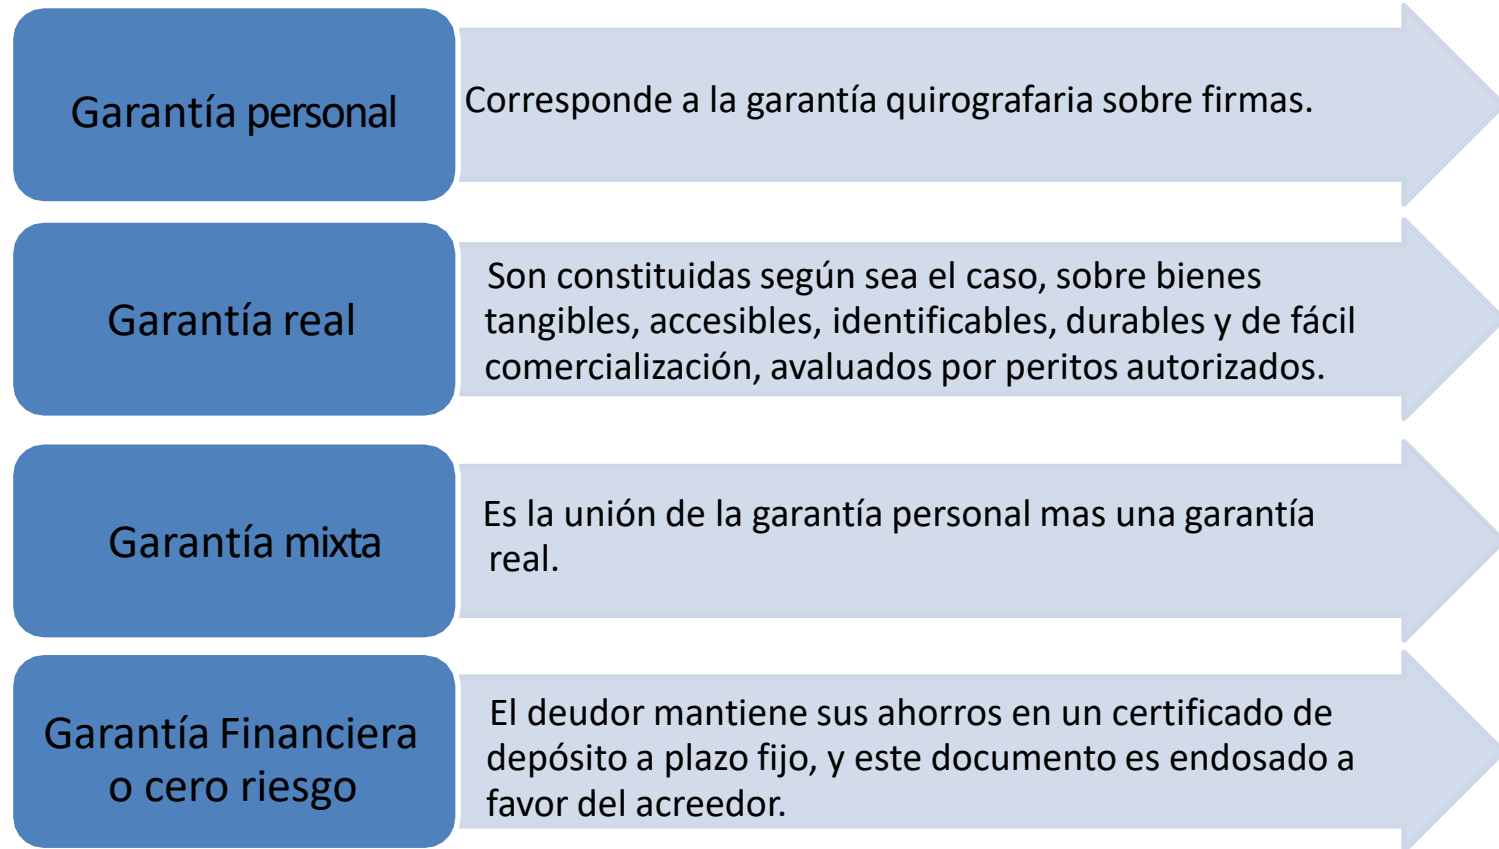 Garantía personal
Corresponde a la garantía quirografaria sobre firmas.
Garantía real
Son constituidas según sea el caso, sobre bienes
tangibles, accesibles, identificables, durables y de fácil
comercialización, avaluados por peritos autorizados.
Garantía mixta
Es la unión de la garantía personal mas una garantía
real.
Garantía Financiera
o cero riesgo
El deudor mantiene sus ahorros en un certificado de
depósito a plazo fijo, y este documento es endosado a
favor del acreedor.